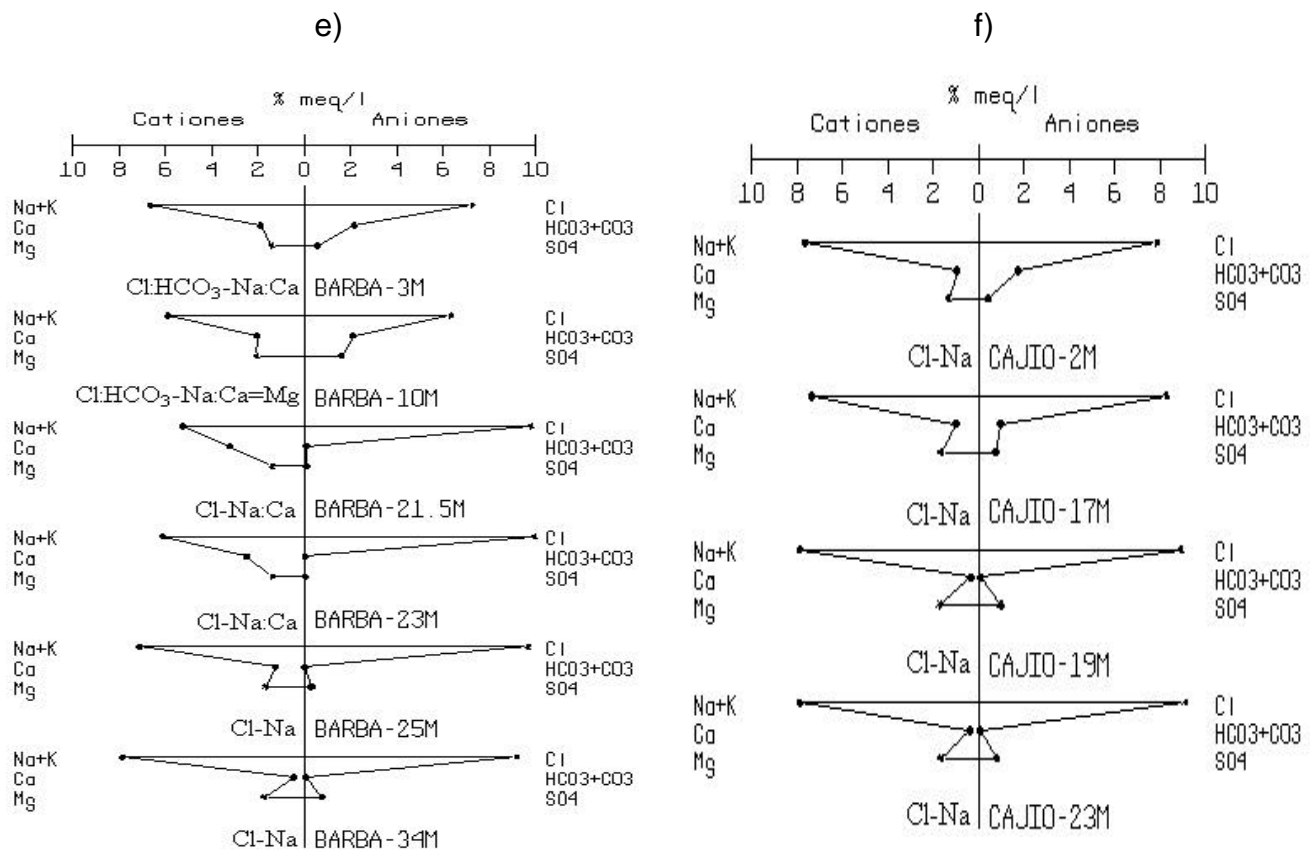 e)
% meq/l
Cationes Aniones
10 8 6 4 2 0 2 4 6 8 10
Na+K Cl
Ca HCO3+CO3
Mg SO4
Cl:HCO₃-Na:Ca BARBA-3M
Na+K Cl
Ca HCO3+CO3
Mg SO4
Cl:HCO₃-Na:Ca=Mg BARBA-10M
Na+K Cl
Ca HCO3+CO3
Mg SO4
Cl-Na:Ca BARBA-21.5M
Na+K Cl
Ca HCO3+CO3
Mg SO4
Cl-Na:Ca BARBA-23M
Na+K Cl
Ca HCO3+CO3
Mg SO4
Cl-Na BARBA-25M
Na+K Cl
Ca HCO3+CO3
Mg SO4
Cl-Na BARBA-34M
f)
% meq/l
Cationes Aniones
10 8 6 4 2 0 2 4 6 8 10
Na+K Cl
Ca HCO3+CO3
Mg SO4
Cl-Na CAJIO-2M
Na+K Cl
Ca HCO3+CO3
Mg SO4
Cl-Na CAJIO-17M
Na+K Cl
Ca HCO3+CO3
Mg SO4
Cl-Na CAJIO-19M
Na+K Cl
Ca HCO3+CO3
Mg SO4
Cl-Na CAJIO-23M